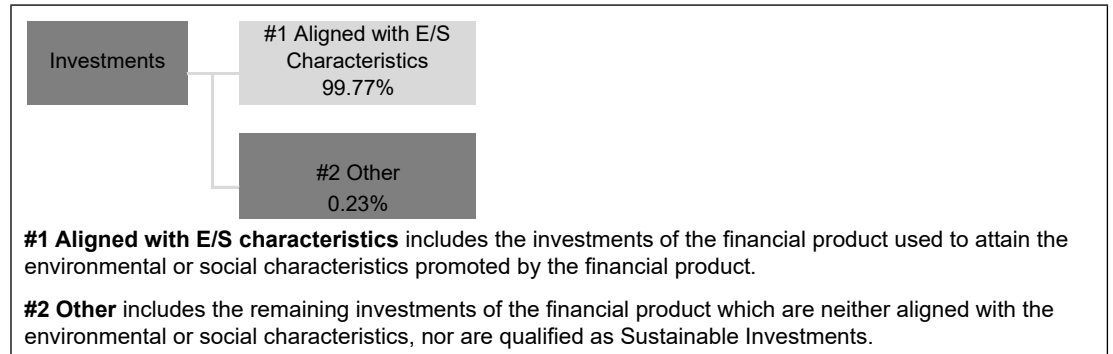 Investments
#1 Aligned with E/S
Characteristics
99.77%
#2 Other
0.23%
#1 Aligned with E/S characteristics includes the investments of the financial product used to attain the
environmental or social characteristics promoted by the financial product.
#2 Other includes the remaining investments of the financial product which are neither aligned with the
environmental or social characteristics, nor are qualified as Sustainable Investments.